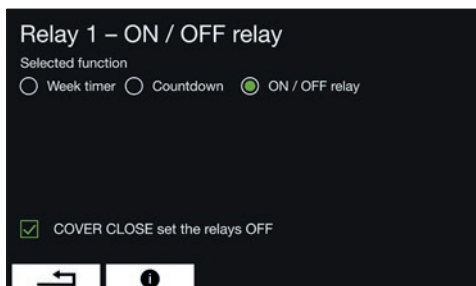 Relay 1 – ON / OFF relay
Selected function
Week timer Countdown ON / OFF relay
COVER CLOSE set the relays OFF